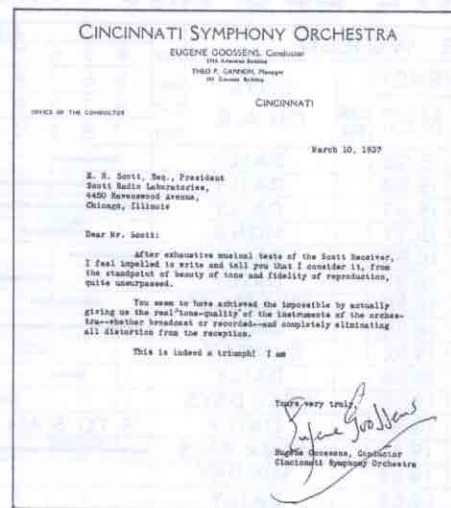 CINCINNATI SYMPHONY ORCHESTRA
EUGENE GOOSSENS, Conductor
THEO F. GANNON, Manager
CINCINNATI
OFFICE OF THE CONDUCTOR
March 10, 1937
E. H. Scott, Esq., President
Scott Radio Laboratories,
4450 Ravenswood Avenue,
Chicago, Illinois
Dear Mr. Scott:
After exhaustive musical tests of the Scott Receiver,
I feel impelled to write and tell you that I consider it, from
the standpoint of beauty of tone and fidelity of reproduction,
quite unsurpassed.
You seem to have achieved the impossible by actually
giving us the real "tone-quality" of the instruments of the orches-
tra--whether broadcast or recorded--and completely eliminating
all distortion from the reception.
This is indeed a triumph! I am
Yours very truly,
Eugene Goossens
Eugene Goossens, Conductor
Cincinnati Symphony Orchestra